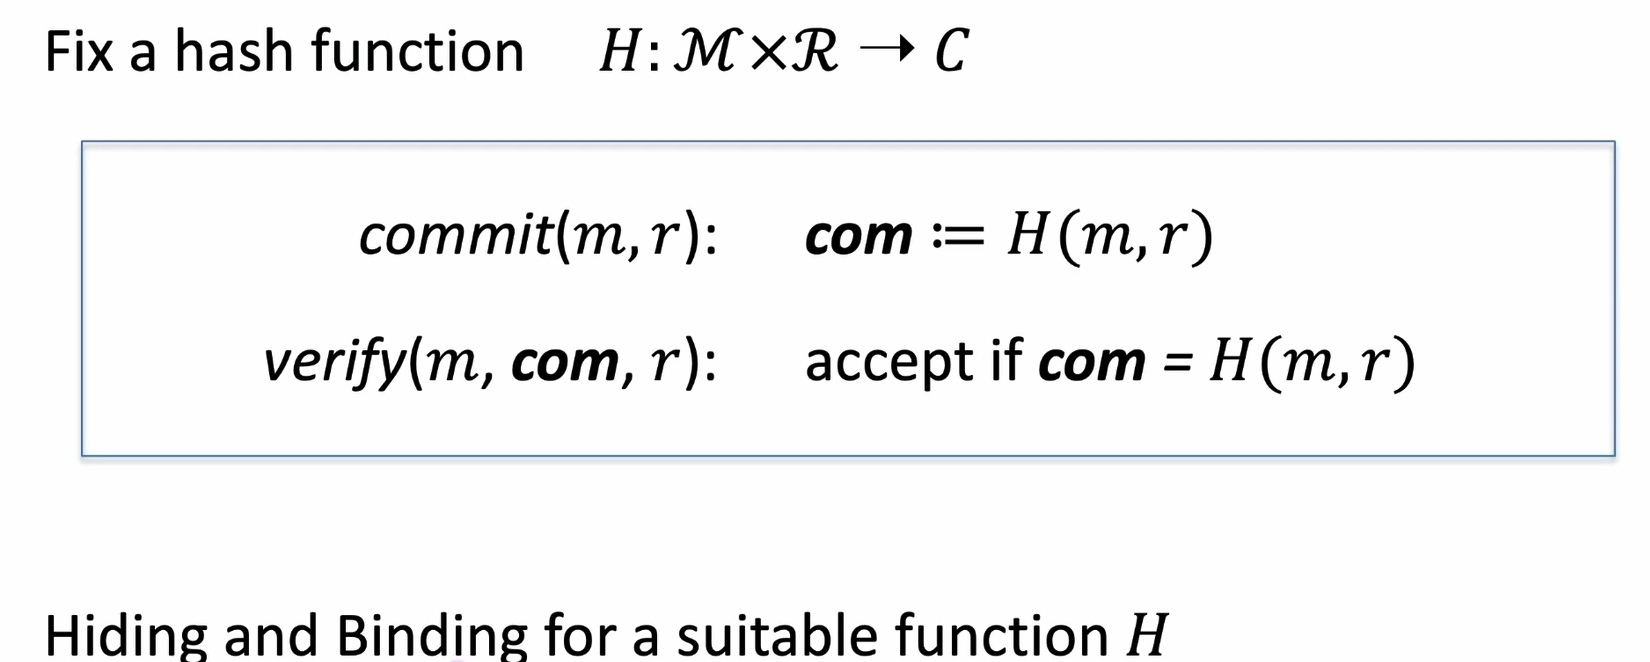 Fix a hash function H: ℳ×ℛ → C
commit(m, r): com := H(m, r)
verify(m, com, r): accept if com = H(m, r)
Hiding and Binding for a suitable function H